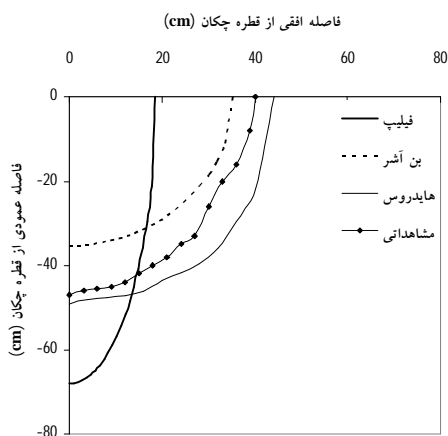 فاصله افقی از قطره چکان (cm)
0 20 40 60 80
0
-20
-40
-60
-80
فاصله عمودی از قطره چکان (cm)
فیلیپ
بن آشر
هایدروس
مشاهداتی